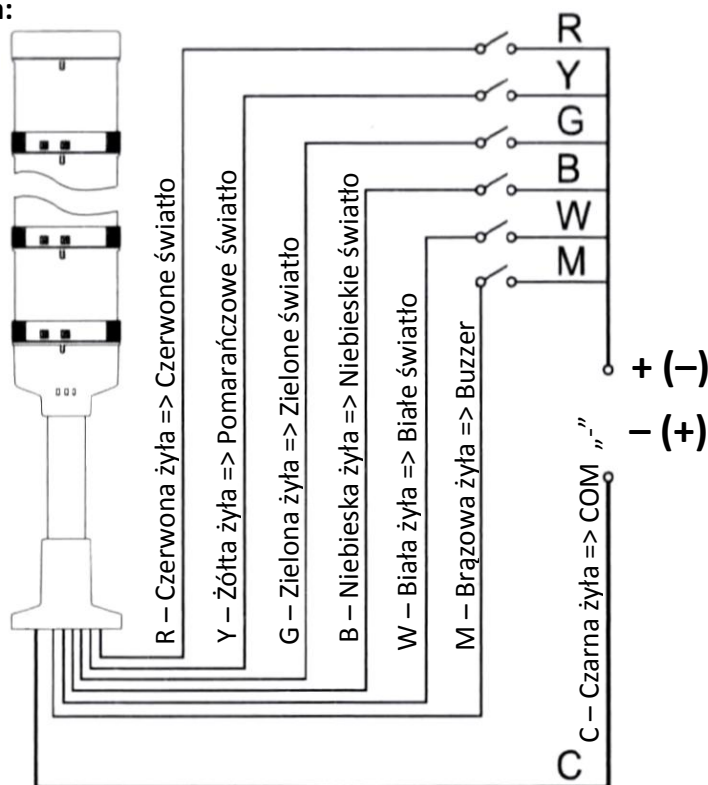 R
Y
G
B
W
M
R – Czerwona żyła => Czerwone światło
Y – Żółta żyła => Pomarańczowe światło
G – Zielona żyła => Zielone światło
B – Niebieska żyła => Niebieskie światło
W – Biała żyła => Białe światło
M – Brązowa żyła => Buzzer
+ (–)
– (+)
C – Czarna żyła => COM „-”
C